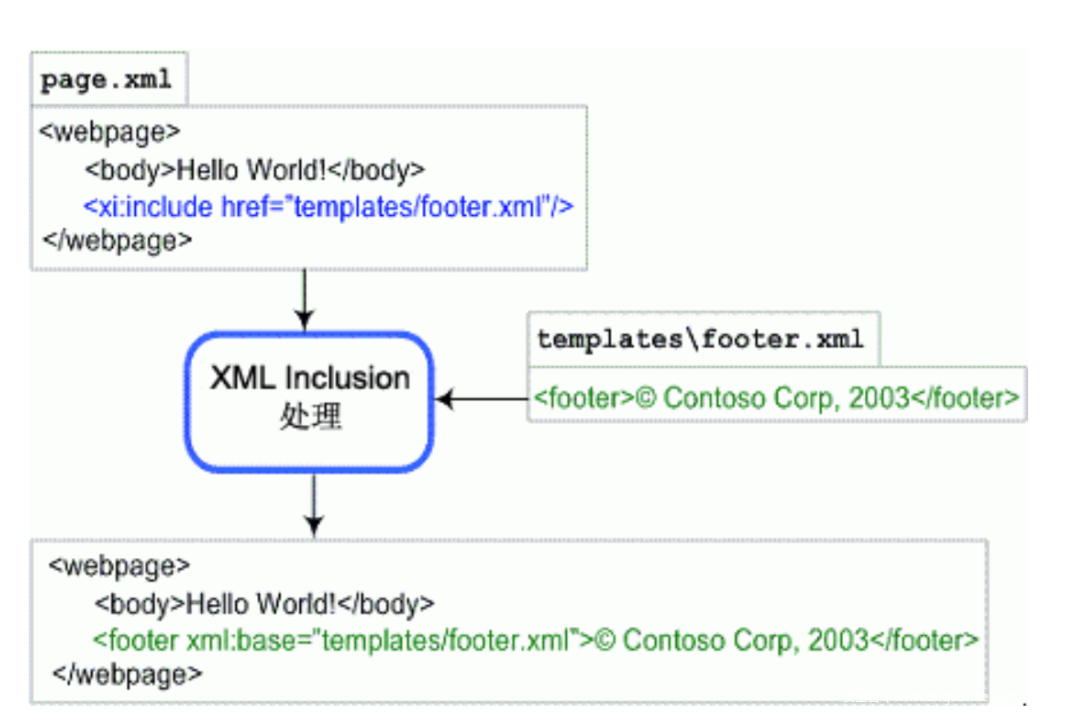 page.xml
<webpage>
<body>Hello World!</body>
<xi:include href="templates/footer.xml"/>
</webpage>
XML Inclusion
处理
templates\footer.xml
<footer>© Contoso Corp, 2003</footer>
<webpage>
<body>Hello World!</body>
<footer xml:base="templates/footer.xml">© Contoso Corp, 2003</footer>
</webpage>